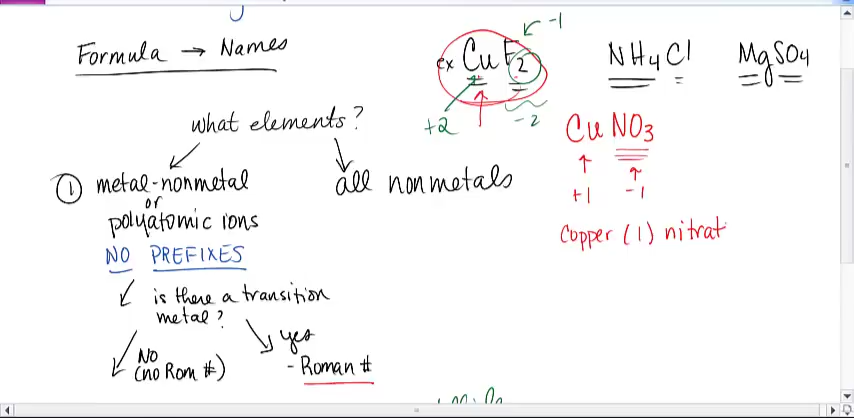 Formula → Names
ex CuF2
-1
+2
-2
NH4Cl
MgSO4
CuNO3
+1
-1
Copper (1) nitrat
What elements?
① metal-nonmetal
or
polyatomic ions
all nonmetals
NO PREFIXES
is there a transition
metal?
No
(no Rom #)
yes
- Roman #